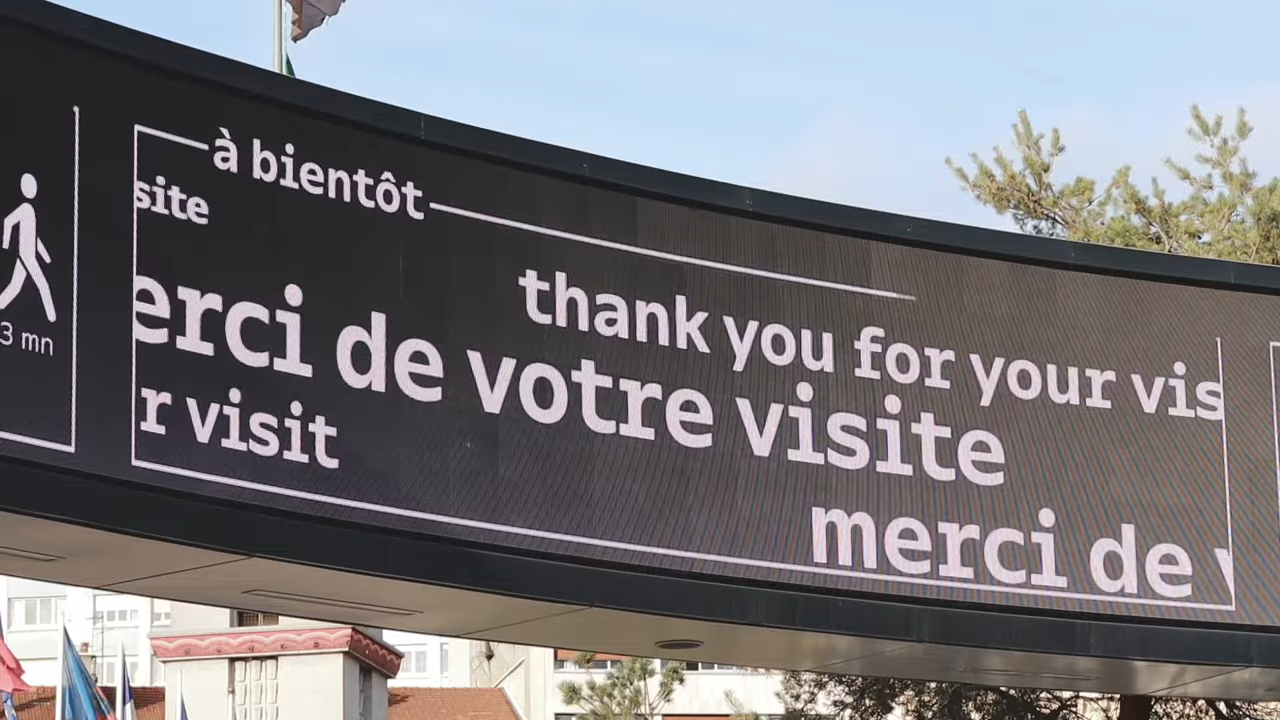 3 mn
à bientôt
site
thank you for your vis
erci de votre visite
r visit
merci de